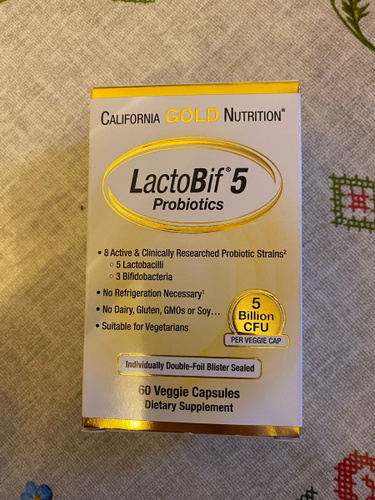 CALIFORNIA GOLD NUTRITION®
LactoBif® 5
Probiotics
• 8 Active & Clinically Researched Probiotic Strains²
○ 5 Lactobacilli
○ 3 Bifidobacteria
• No Refrigeration Necessary¹
• No Dairy, Gluten, GMOs or Soy...
• Suitable for Vegetarians
5
Billion
CFU
PER VEGGIE CAP
Individually Double-Foil Blister Sealed
60 Veggie Capsules
Dietary Supplement